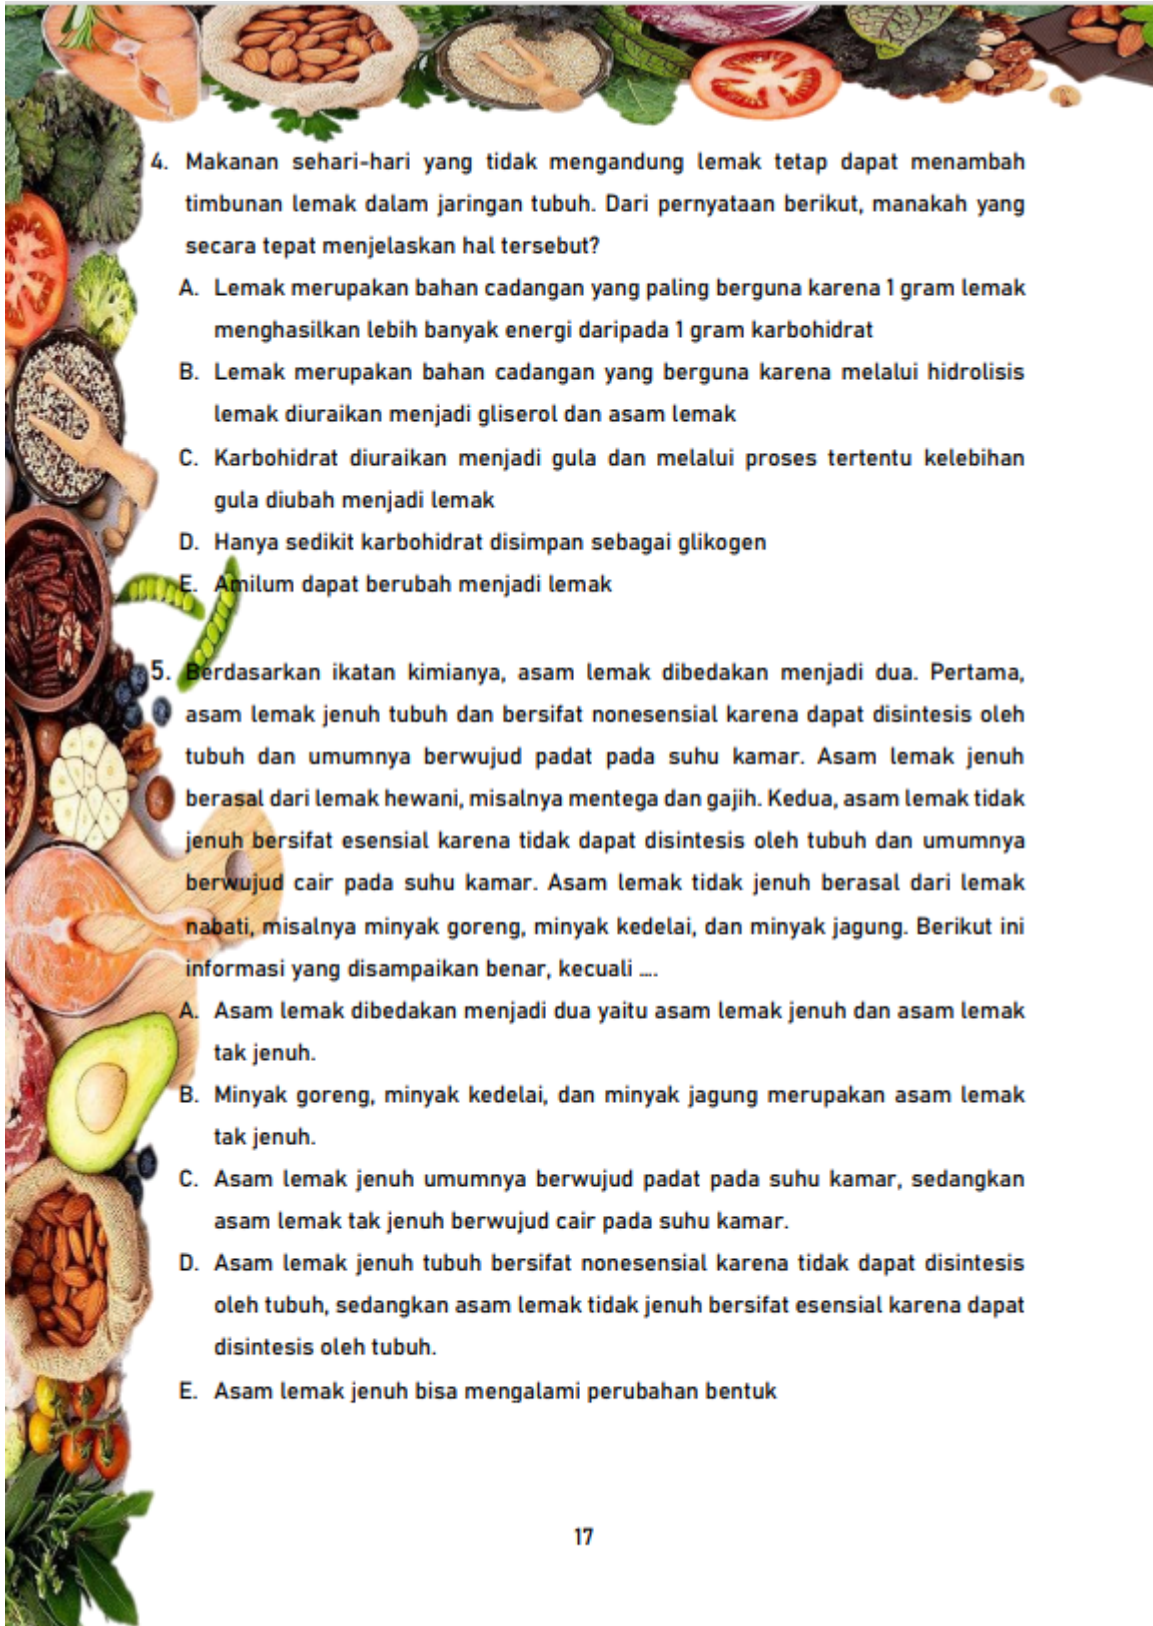 4. Makanan sehari-hari yang tidak mengandung lemak tetap dapat menambah
timbunan lemak dalam jaringan tubuh. Dari pernyataan berikut, manakah yang
secara tepat menjelaskan hal tersebut?
A. Lemak merupakan bahan cadangan yang paling berguna karena 1 gram lemak
menghasilkan lebih banyak energi daripada 1 gram karbohidrat
B. Lemak merupakan bahan cadangan yang berguna karena melalui hidrolisis
lemak diuraikan menjadi gliserol dan asam lemak
C. Karbohidrat diuraikan menjadi gula dan melalui proses tertentu kelebihan
gula diubah menjadi lemak
D. Hanya sedikit karbohidrat disimpan sebagai glikogen
E. Amilum dapat berubah menjadi lemak
5. Berdasarkan ikatan kimianya, asam lemak dibedakan menjadi dua. Pertama,
asam lemak jenuh tubuh dan bersifat nonesensial karena dapat disintesis oleh
tubuh dan umumnya berwujud padat pada suhu kamar. Asam lemak jenuh
berasal dari lemak hewani, misalnya mentega dan gajih. Kedua, asam lemak tidak
jenuh bersifat esensial karena tidak dapat disintesis oleh tubuh dan umumnya
berwujud cair pada suhu kamar. Asam lemak tidak jenuh berasal dari lemak
nabati, misalnya minyak goreng, minyak kedelai, dan minyak jagung. Berikut ini
informasi yang disampaikan benar, kecuali ....
A. Asam lemak dibedakan menjadi dua yaitu asam lemak jenuh dan asam lemak
tak jenuh.
B. Minyak goreng, minyak kedelai, dan minyak jagung merupakan asam lemak
tak jenuh.
C. Asam lemak jenuh umumnya berwujud padat pada suhu kamar, sedangkan
asam lemak tak jenuh berwujud cair pada suhu kamar.
D. Asam lemak jenuh tubuh bersifat nonesensial karena tidak dapat disintesis
oleh tubuh, sedangkan asam lemak tidak jenuh bersifat esensial karena dapat
disintesis oleh tubuh.
E. Asam lemak jenuh bisa mengalami perubahan bentuk
17